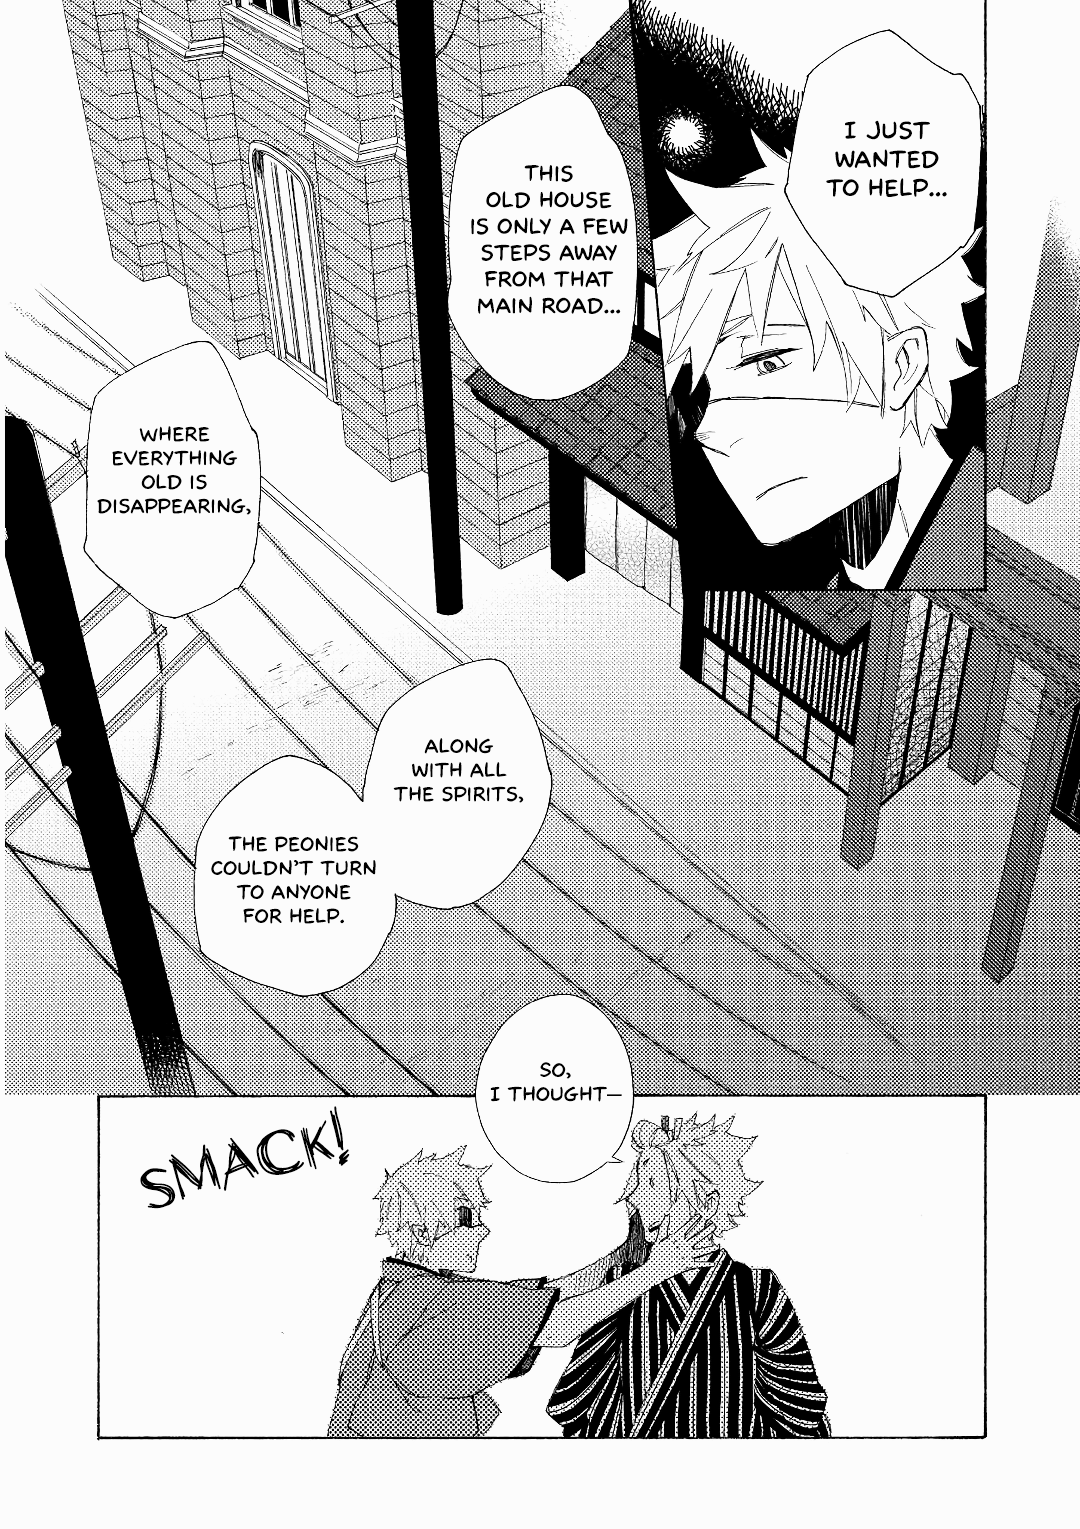 I JUST
WANTED
TO HELP...
THIS
OLD HOUSE
IS ONLY A FEW
STEPS AWAY
FROM THAT
MAIN ROAD...
WHERE
EVERYTHING
OLD IS
DISAPPEARING,
ALONG
WITH ALL
THE SPIRITS,
THE PEONIES
COULDN'T TURN
TO ANYONE
FOR HELP.
SO,
I THOUGHT—
SMACK!